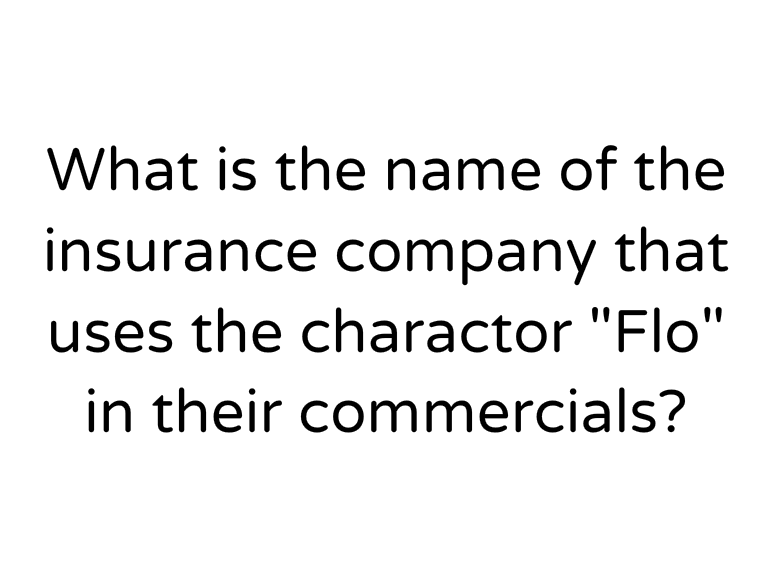 What is the name of the
insurance company that
uses the charactor "Flo"
in their commercials?